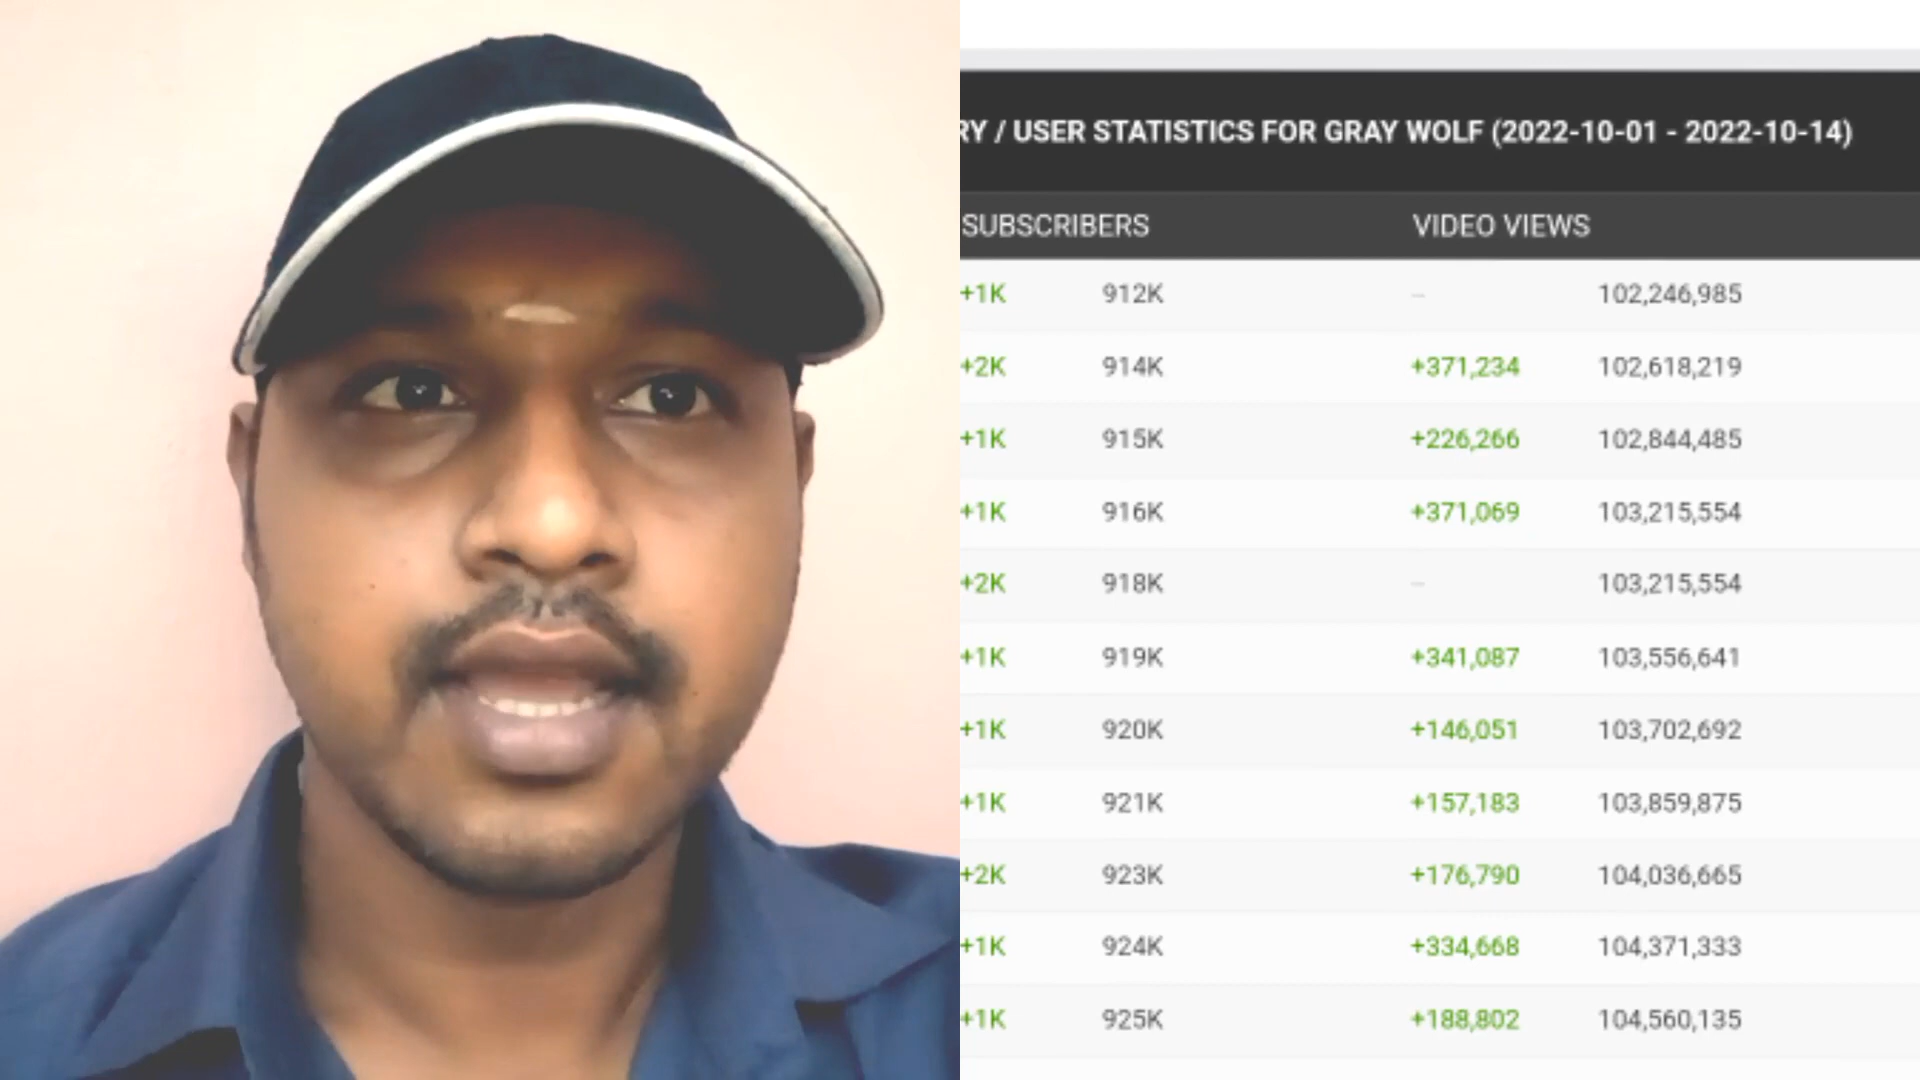 RY / USER STATISTICS FOR GRAY WOLF (2022-10-01 - 2022-10-14)
SUBSCRIBERS VIDEO VIEWS
+1K 912K -- 102,246,985
+2K 914K +371,234 102,618,219
+1K 915K +226,266 102,844,485
+1K 916K +371,069 103,215,554
+2K 918K -- 103,215,554
+1K 919K +341,087 103,556,641
+1K 920K +146,051 103,702,692
+1K 921K +157,183 103,859,875
+2K 923K +176,790 104,036,665
+1K 924K +334,668 104,371,333
+1K 925K +188,802 104,560,135